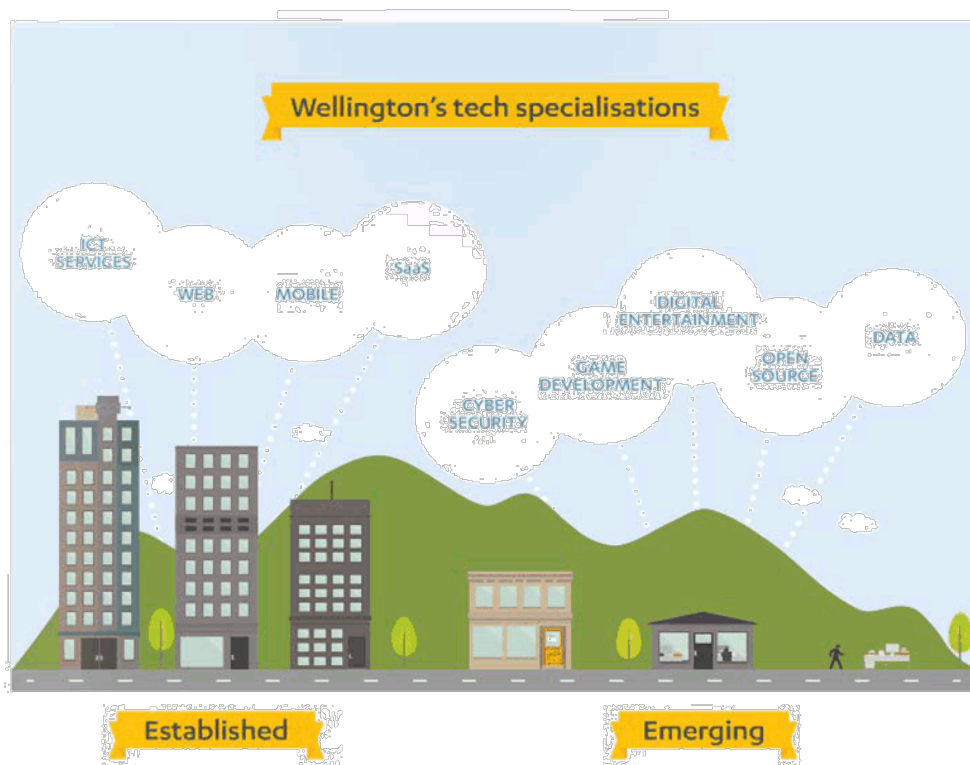 Wellington's tech specialisations
ICT
SERVICES
WEB
MOBILE
SaaS
CYBER
SECURITY
GAME
DEVELOPMENT
DIGITAL
ENTERTAINMENT
OPEN
SOURCE
DATA
Established
Emerging